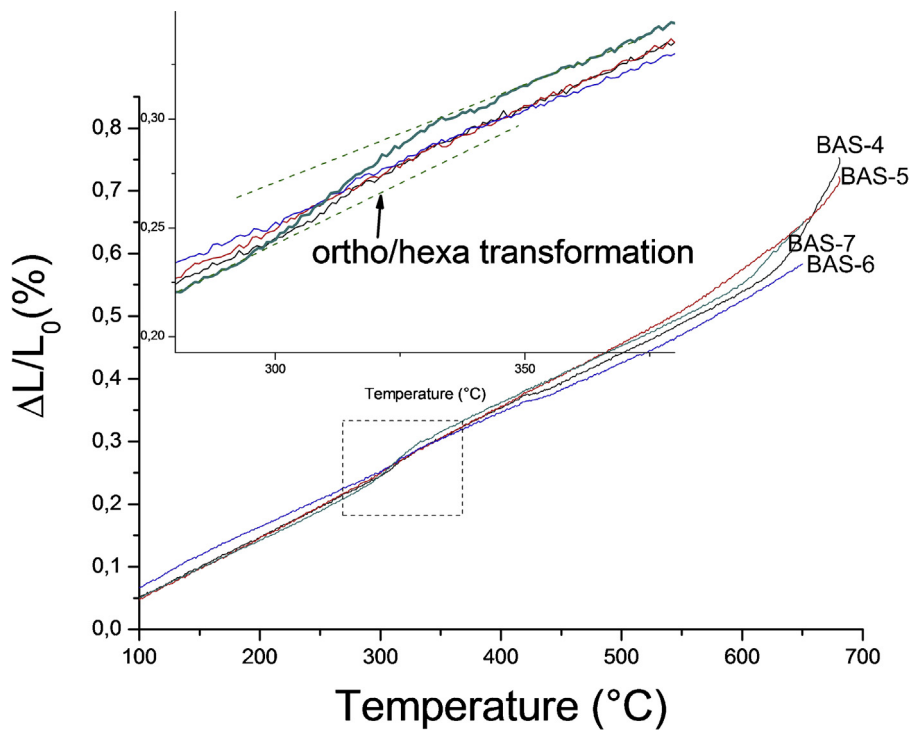 0,30
0,25
0,20
300
350
ortho/hexa transformation
Temperature (°C)
ΔL/L₀(%)
0,8
0,7
0,6
0,5
0,4
0,3
0,2
0,1
0,0
BAS-4
BAS-5
BAS-7
BAS-6
100
200
300
400
500
600
700
Temperature (°C)